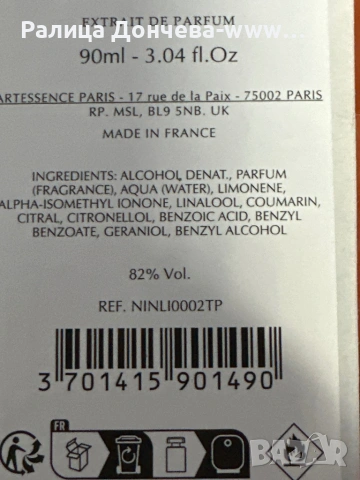 EXTRAIT DE PARFUM
Ралица Дончева-Конова
90ml - 3.04 fl.Oz
ARTESSENCE PARIS - 17 rue de la Paix - 75002 PARIS
RP. MSL, BL9 5NB. UK
MADE IN FRANCE
INGREDIENTS: ALCOHOL, DENAT., PARFUM
(FRAGRANCE), AQUA (WATER), LIMONENE,
ALPHA-ISOMETHYL IONONE, LINALOOL, COUMARIN,
CITRAL, CITRONELLOL, BENZOIC ACID, BENZYL
BENZOATE, GERANIOL, BENZYL ALCOHOL
82% Vol.
REF. NINLI0002TP
3 701415 901490
FR
bazar